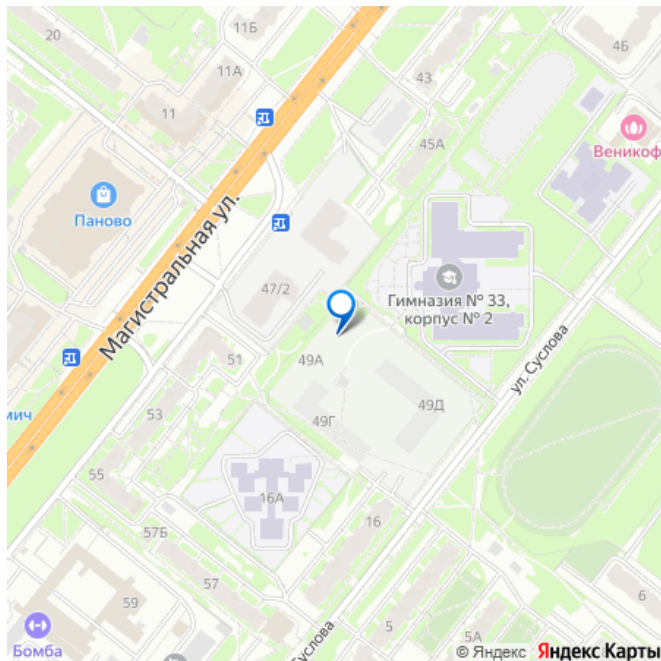 20
11Б
4Б
11А
43
11
45А
Веникоф
Паново
Магистральная ул.
Гимназия № 33,
корпус № 2
47/2
ул. Суслова
51
49А
49Д
мич
53
49Г
55
16А
16
57Б
57
59
6
5
5А
Бомба
Суслова
© Яндекс Яндекс Карты